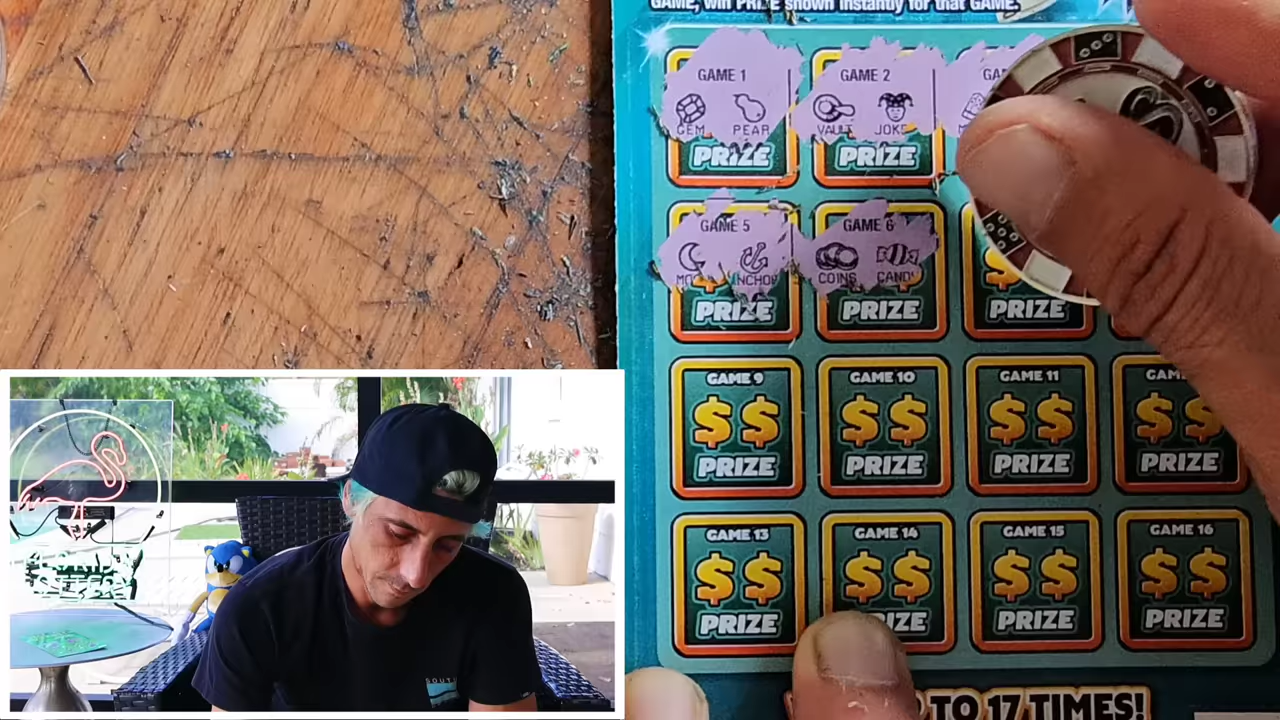 GAME, win PRIZE shown instantly for that GAME.
GAME 1
GEM PEAR
PRIZE
GAME 2
VAULT JOKER
PRIZE
GAME 5
ANCHOR
PRIZE
GAME 6
COINS CANDY
PRIZE
$
PRIZE
GAME 9
$$
PRIZE
GAME 10
$$
PRIZE
GAME 11
$$
PRIZE
GAME
$$
PRIZE
GAME 13
$$
PRIZE
GAME 14
$$
PRIZE
GAME 15
$$
PRIZE
GAME 16
$$
PRIZE
TO 17 TIMES!